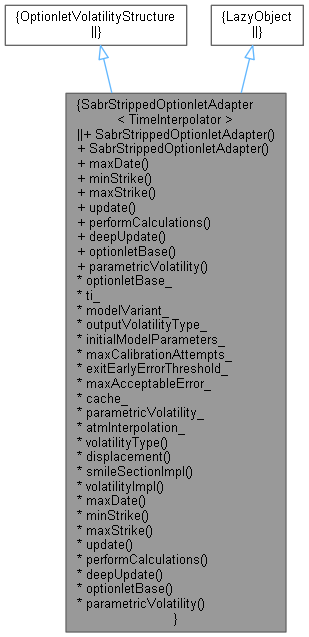 {OptionletVolatilityStructure
||}
{LazyObject
||}
{SabrStrippedOptionletAdapter
< TimeInterpolator >
||+ SabrStrippedOptionletAdapter()
+ SabrStrippedOptionletAdapter()
+ maxDate()
+ minStrike()
+ maxStrike()
+ update()
+ performCalculations()
+ deepUpdate()
+ optionletBase()
+ parametricVolatility()
* optionletBase_
* ti_
* modelVariant_
* outputVolatilityType_
* initialModelParameters_
* maxCalibrationAttempts_
* exitEarlyErrorThreshold_
* maxAcceptableError_
* cache_
* parametricVolatility_
* atmInterpolation_
* volatilityType()
* displacement()
* smileSectionImpl()
* volatilityImpl()
* maxDate()
* minStrike()
* maxStrike()
* update()
* performCalculations()
* deepUpdate()
* optionletBase()
* parametricVolatility()
}